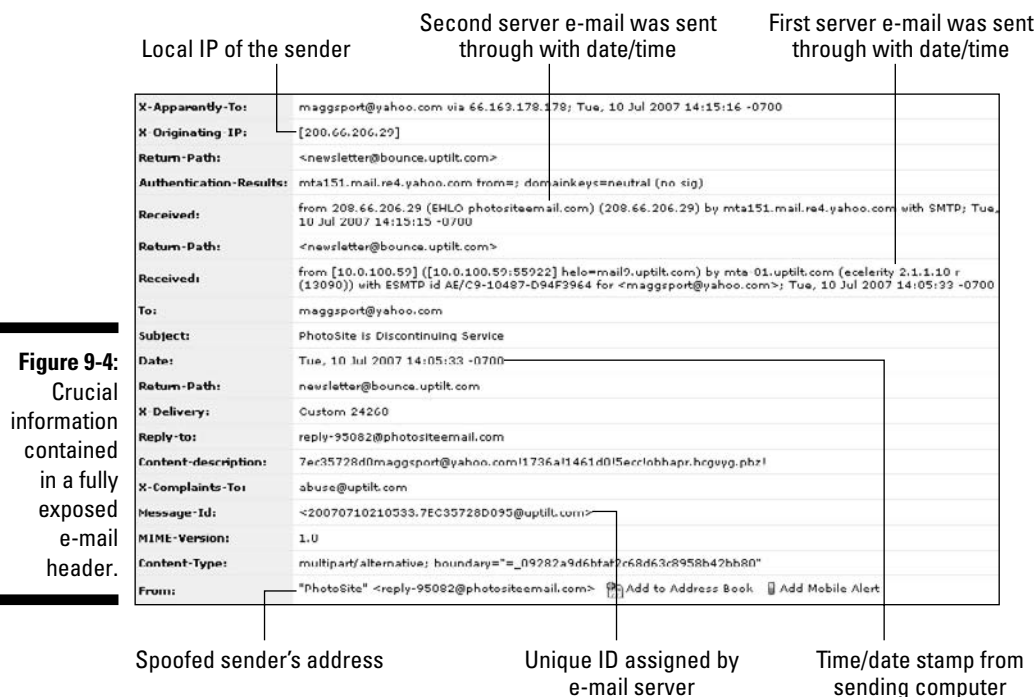 Second server e-mail was sent
through with date/time
First server e-mail was sent
through with date/time
Local IP of the sender
X-Apparently-To: maggsport@yahoo.com via 66.163.178.178; Tue, 10 Jul 2007 14:15:16 -0700
X-Originating-IP: [208.66.206.29]
Return-Path: <newsletter@bounce.uptilt.com>
Authentication-Results: mta151.mail.re4.yahoo.com from=; domainkeys=neutral (no sig)
Received: from 208.66.206.29 (EHLO photositeemail.com) (208.66.206.29) by mta151.mail.re4.yahoo.com with SMTP; Tue,
10 Jul 2007 14:15:15 -0700
Return-Path: <newsletter@bounce.uptilt.com>
Received: from [10.0.100.59] ([10.0.100.59:55922] helo=mail9.uptilt.com) by mta-01.uptilt.com (ecelerity 2.1.1.10 r
(13090)) with ESMTP id AE/C9-10487-D94F3964 for <maggsport@yahoo.com>; Tue, 10 Jul 2007 14:05:33 -0700
To: maggsport@yahoo.com
Subject: PhotoSite is Discontinuing Service
Date: Tue, 10 Jul 2007 14:05:33 -0700
Return-Path: newsletter@bounce.uptilt.com
X-Delivery: Custom 24260
Reply-to: reply-95082@photositeemail.com
Content-description:
X-Complaints-To: abuse@uptilt.com
Message-Id: <20070710210533.7EC35728D095@uptilt.com>
MIME-Version: 1.0
Content-Type: multipart/alternative;
From: "PhotoSite" <reply-95082@photositeemail.com> Add to Address Book Add Mobile Alert
Figure 9-4:
Crucial
information
contained
in a fully
exposed
e-mail
header.
Spoofed sender's address
Unique ID assigned by
e-mail server
Time/date stamp from
sending computer